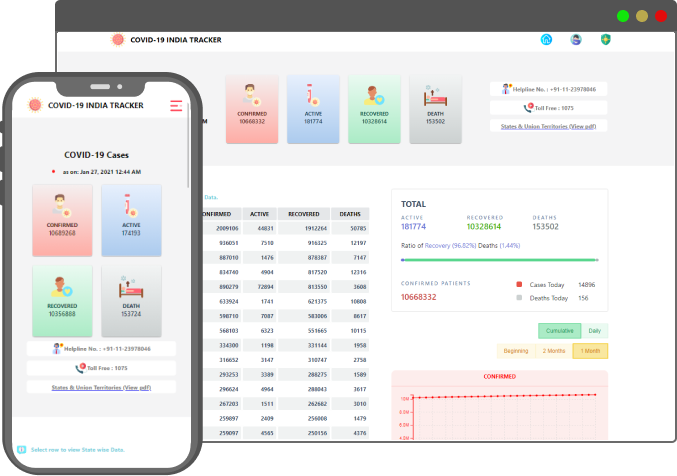 COVID-19 INDIA TRACKER
CONFIRMED
10668332
ACTIVE
181774
RECOVERED
10328614
DEATH
153502
Helpline No. : +91-11-23978046
Toll Free : 1075
States & Union Territories (View pdf)
M
Data.
CONFIRMED ACTIVE RECOVERED DEATHS
2009106 44831 1912264 50785
936051 7518 916325 12197
887010 1476 878387 7147
834740 4904 817520 12316
890279 72894 813550 3608
633924 1741 621375 10808
598710 7087 583806 8617
568103 6323 551665 10115
334300 1198 331144 1958
316652 3147 310747 2758
293253 3389 288275 1589
296624 4964 288043 3617
267203 1511 262682 3010
259897 2409 256008 1479
259097 4565 250156 4376
TOTAL
ACTIVE RECOVERED DEATHS
181774 10328614 153502
Ratio of Recovery (96.82%) Deaths (1.44%)
CONFIRMED PATIENTS
10668332
Cases Today 14896
Deaths Today 156
Cumulative Daily
Beginning 2 Months 1 Month
CONFIRMED
COVID-19 INDIA TRACKER
COVID-19 Cases
as on: Jan 27, 2021 12:44 AM
CONFIRMED
10689268
ACTIVE
174193
RECOVERED
10356888
DEATH
153724
Helpline No. : +91-11-23978046
Toll Free : 1075
States & Union Territories (View pdf)
Select row to view State wise Data.